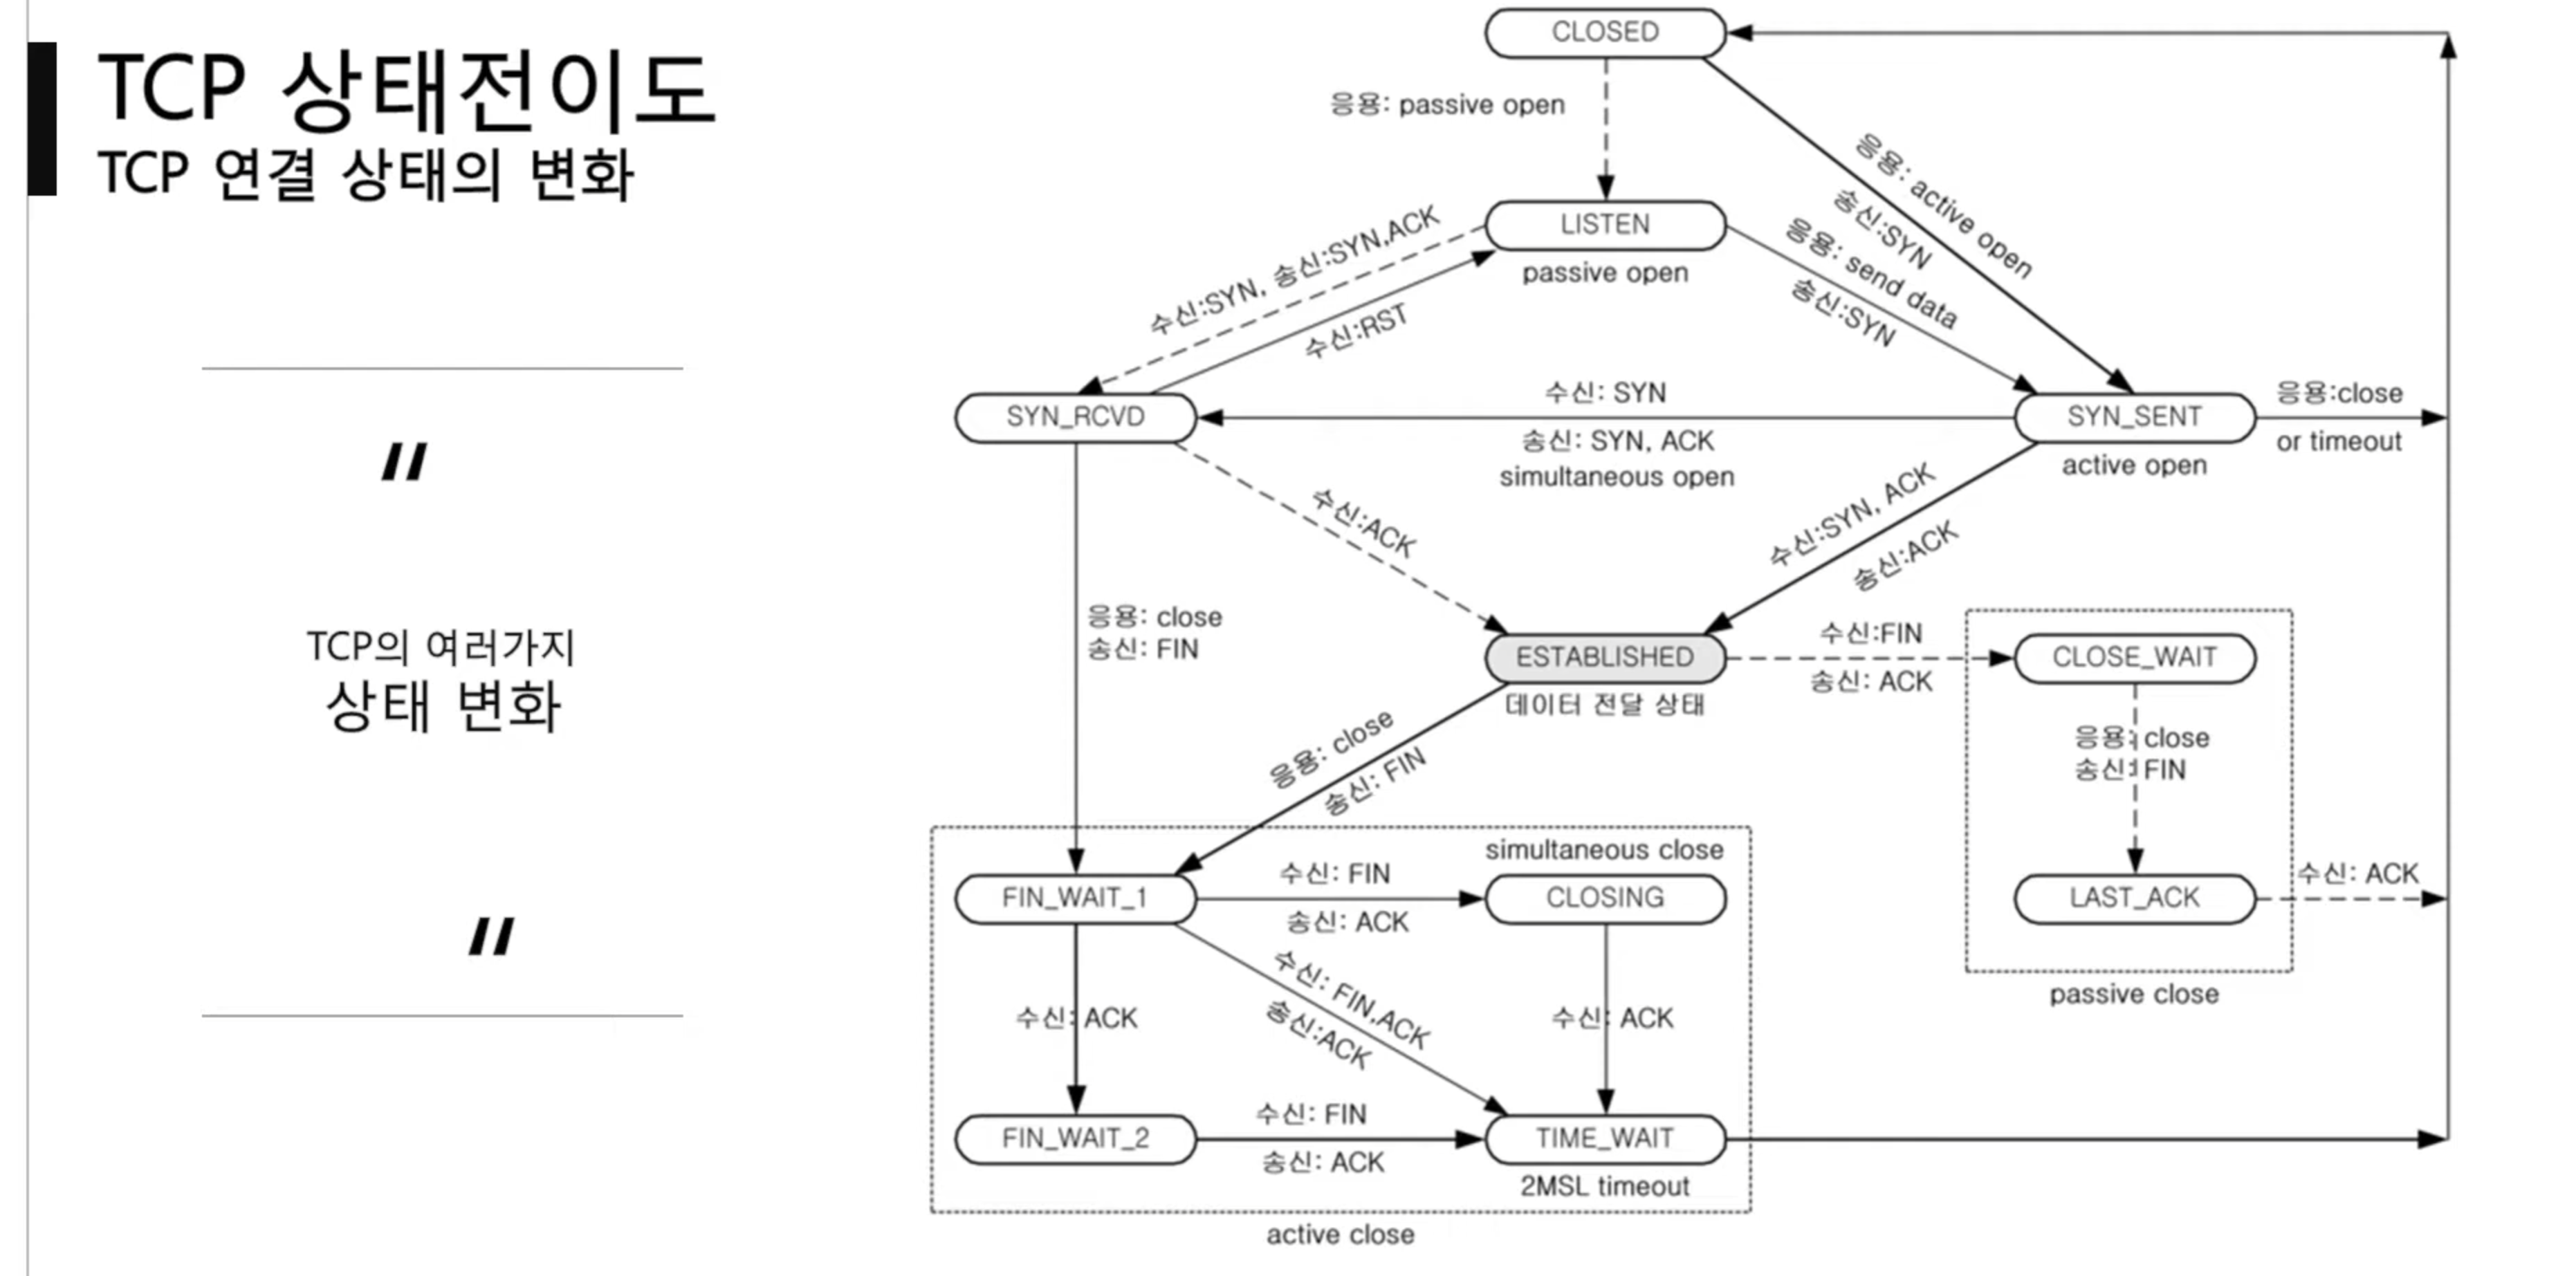 TCP 상태전이도
TCP 연결 상태의 변화
"
TCP의 여러가지
상태 변화
"
CLOSED
응용: passive open
응용: active open
송신:SYN
LISTEN
passive open
수신:SYN, 송신:SYN,ACK
수신:RST
응용: send data
송신:SYN
SYN_RCVD
수신: SYN
송신: SYN, ACK
simultaneous open
SYN_SENT
active open
응용:close
or timeout
수신:ACK
수신:SYN, ACK
송신:ACK
응용: close
송신: FIN
ESTABLISHED
데이터 전달 상태
수신:FIN
송신: ACK
CLOSE_WAIT
응용: close
송신: FIN
응용: close
송신: FIN
simultaneous close
FIN_WAIT_1
수신: FIN
송신: ACK
CLOSING
LAST_ACK
수신: ACK
passive close
수신: ACK
수신: FIN,ACK
송신:ACK
수신: ACK
FIN_WAIT_2
수신: FIN
송신: ACK
TIME_WAIT
2MSL timeout
active close